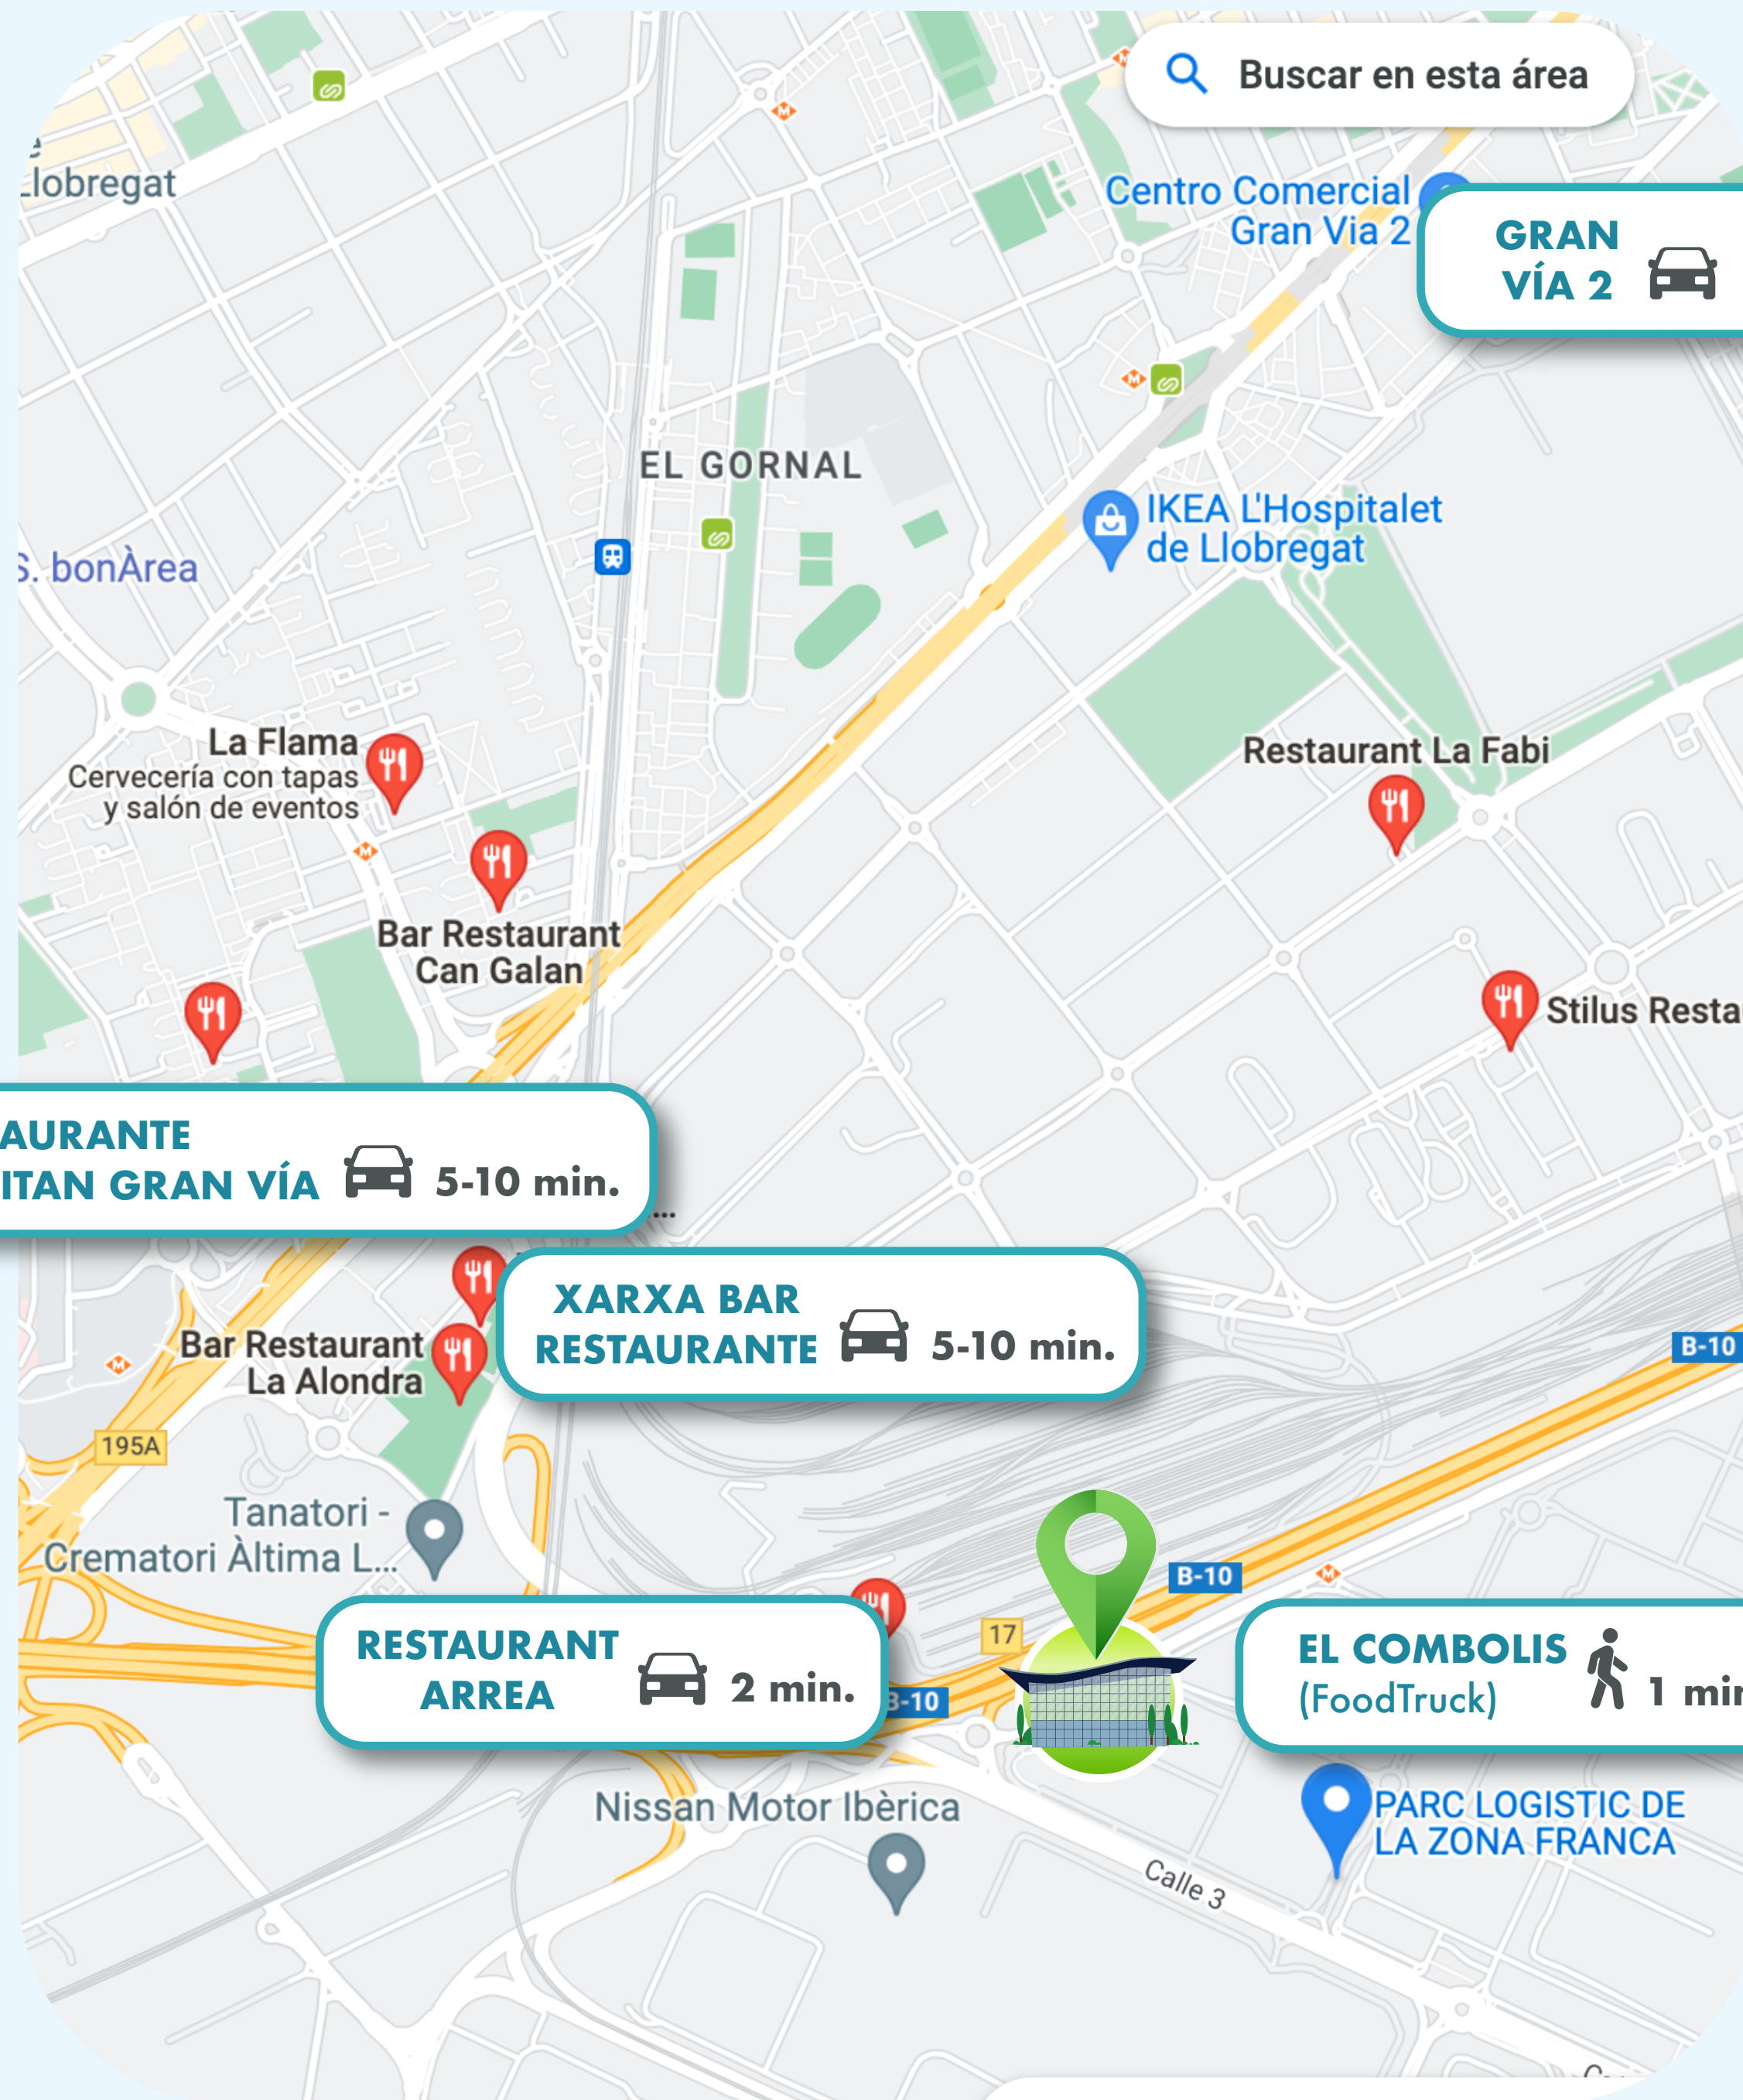 Buscar en esta área
Llobregat
Centro Comercial
Gran Via 2
GRAN
VÍA 2
EL GORNAL
IKEA L'Hospitalet
de Llobregat
S. bonÀrea
La Flama
Cervecería con tapas
y salón de eventos
Restaurant La Fabi
Bar Restaurant
Can Galan
Stilus Resta
AURANTE
ITAN GRAN VÍA
5-10 min.
...
XARXA BAR
RESTAURANTE
5-10 min.
B-10
Bar Restaurant
La Alondra
195A
Tanatori -
Crematori Àltima L...
B-10
17
RESTAURANT
ARREA
2 min.
B-10
EL COMBOLIS
(FoodTruck)
1 min
Nissan Motor Ibèrica
PARC LOGISTIC DE
LA ZONA FRANCA
Calle 3